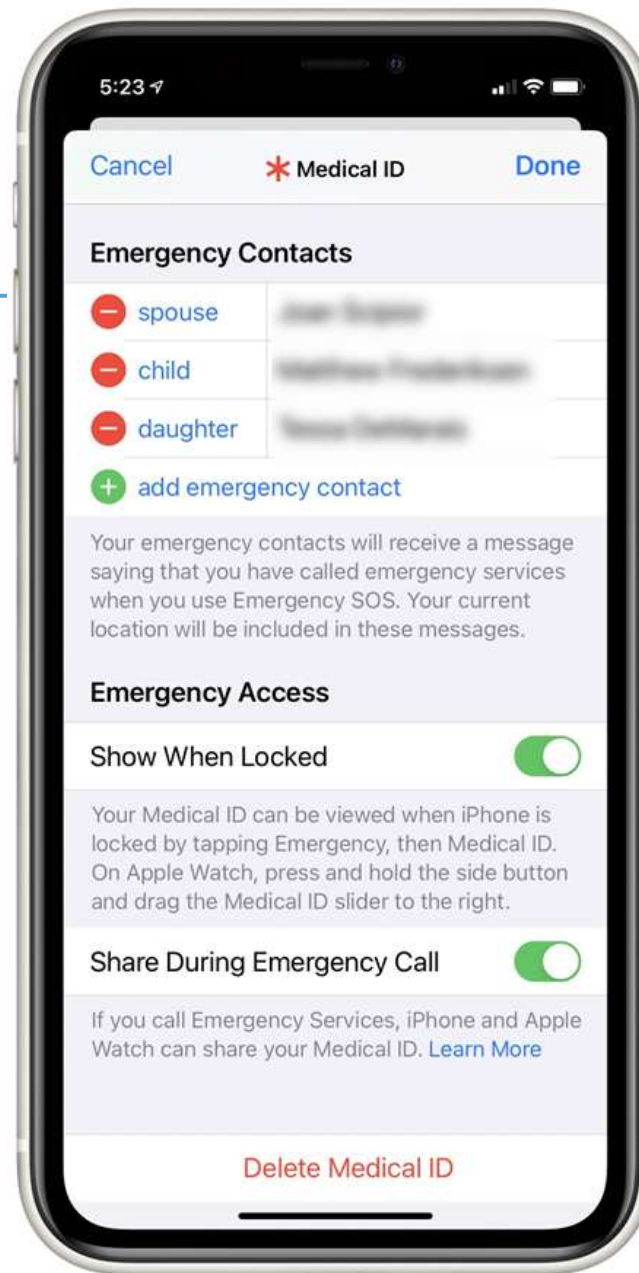 5:23
Cancel
Medical ID
Done
Emergency Contacts
spouse
child
daughter
add emergency contact
Your emergency contacts will receive a message
saying that you have called emergency services
when you use Emergency SOS. Your current
location will be included in these messages.
Emergency Access
Show When Locked
Your Medical ID can be viewed when iPhone is
locked by tapping Emergency, then Medical ID.
On Apple Watch, press and hold the side button
and drag the Medical ID slider to the right.
Share During Emergency Call
If you call Emergency Services, iPhone and Apple
Watch can share your Medical ID. Learn More
Delete Medical ID